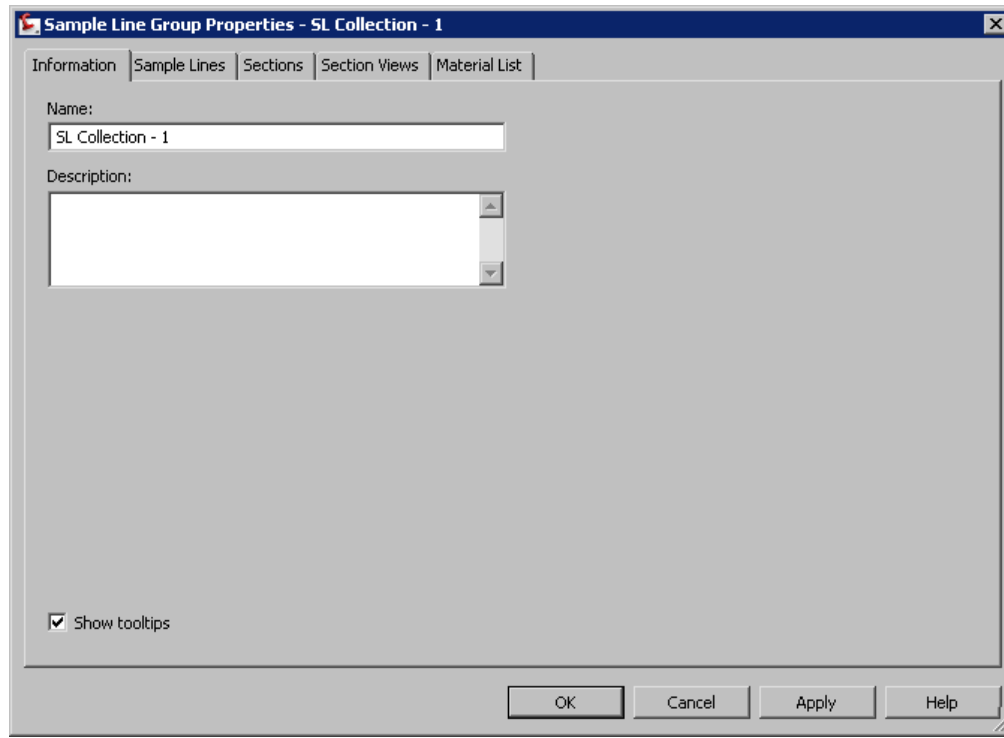 Sample Line Group Properties - SL Collection - 1
Information Sample Lines Sections Section Views Material List
Name:
SL Collection - 1
Description:
Show tooltips
OK Cancel Apply Help